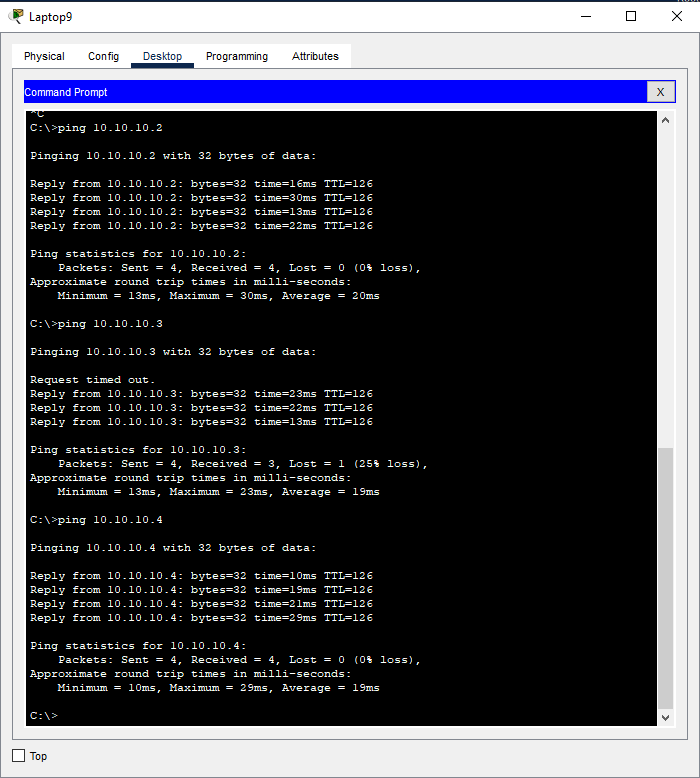 Laptop9
Physical Config Desktop Programming Attributes
Command Prompt X
^C
C:\>ping 10.10.10.2
Pinging 10.10.10.2 with 32 bytes of data:
Reply from 10.10.10.2: bytes=32 time=16ms TTL=126
Reply from 10.10.10.2: bytes=32 time=30ms TTL=126
Reply from 10.10.10.2: bytes=32 time=13ms TTL=126
Reply from 10.10.10.2: bytes=32 time=22ms TTL=126
Ping statistics for 10.10.10.2:
    Packets: Sent = 4, Received = 4, Lost = 0 (0% loss),
Approximate round trip times in milli-seconds:
    Minimum = 13ms, Maximum = 30ms, Average = 20ms
C:\>ping 10.10.10.3
Pinging 10.10.10.3 with 32 bytes of data:
Request timed out.
Reply from 10.10.10.3: bytes=32 time=23ms TTL=126
Reply from 10.10.10.3: bytes=32 time=22ms TTL=126
Reply from 10.10.10.3: bytes=32 time=13ms TTL=126
Ping statistics for 10.10.10.3:
    Packets: Sent = 4, Received = 3, Lost = 1 (25% loss),
Approximate round trip times in milli-seconds:
    Minimum = 13ms, Maximum = 23ms, Average = 19ms
C:\>ping 10.10.10.4
Pinging 10.10.10.4 with 32 bytes of data:
Reply from 10.10.10.4: bytes=32 time=10ms TTL=126
Reply from 10.10.10.4: bytes=32 time=19ms TTL=126
Reply from 10.10.10.4: bytes=32 time=21ms TTL=126
Reply from 10.10.10.4: bytes=32 time=29ms TTL=126
Ping statistics for 10.10.10.4:
    Packets: Sent = 4, Received = 4, Lost = 0 (0% loss),
Approximate round trip times in milli-seconds:
    Minimum = 10ms, Maximum = 29ms, Average = 19ms
C:\>
Top